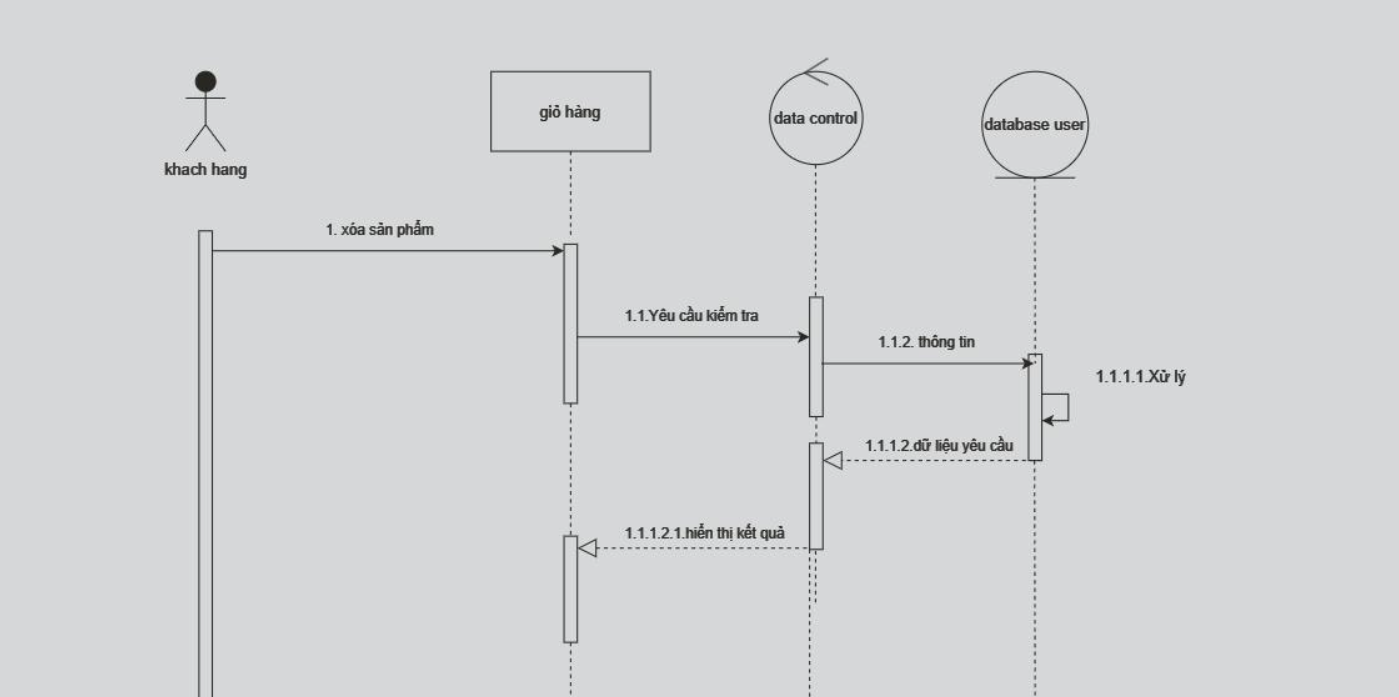 giỏ hàng
data control
database user
khach hang
1. xóa sản phẩm
1.1.Yêu cầu kiểm tra
1.1.2. thông tin
1.1.1.1.Xử lý
1.1.1.2.dữ liệu yêu cầu
1.1.1.2.1.hiển thị kết quả